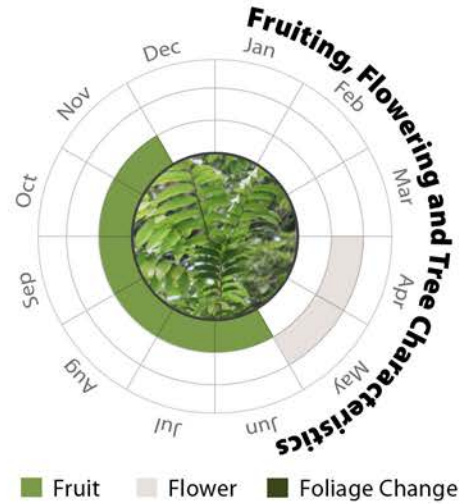 Fruiting, Flowering and Tree Characteristics
Jan
Feb
Mar
Apr
May
Jun
Jul
Aug
Sep
Oct
Nov
Dec
Fruit
Flower
Foliage Change